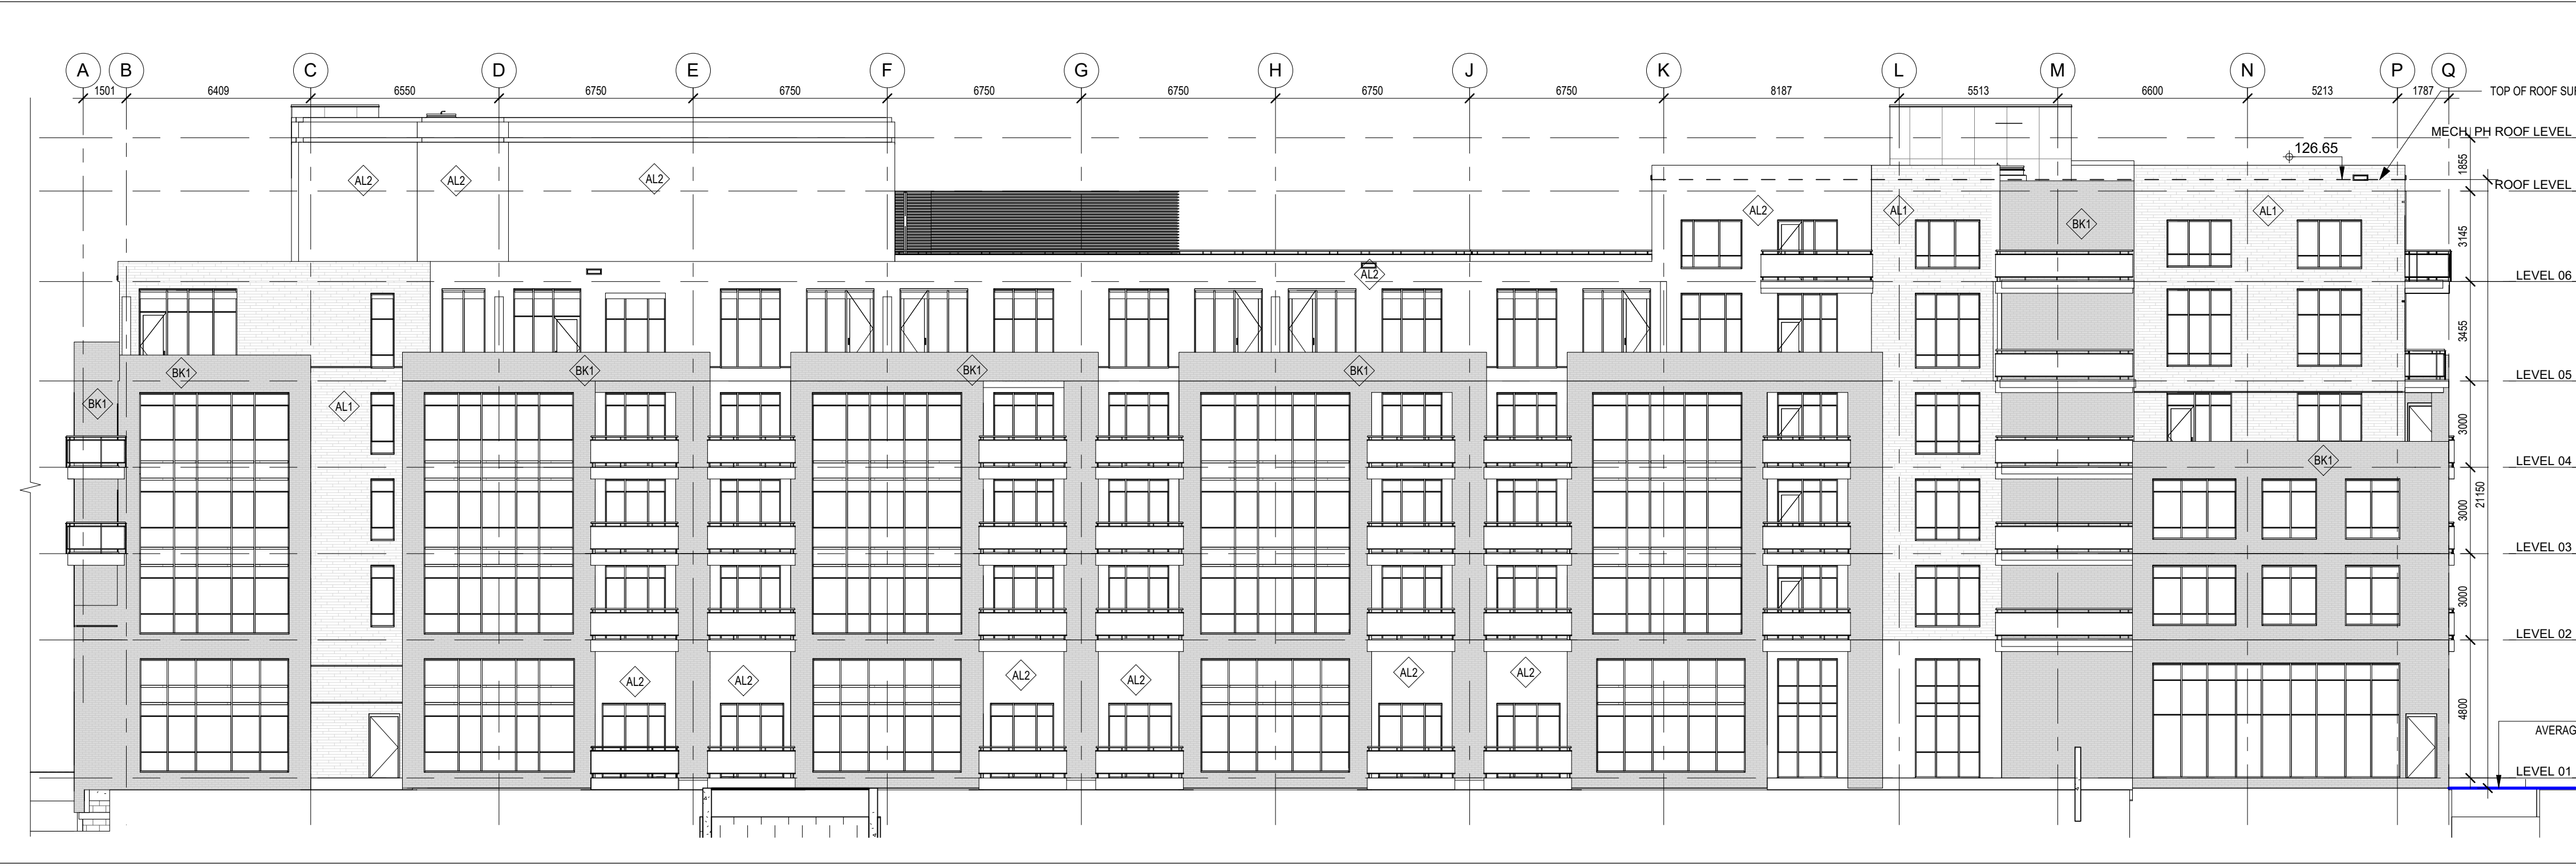 A B C D E F G H J K L M N P Q
1501 6409 6550 6750 6750 6750 6750 6750 6750 8187 5513 6600 5213 1787
TOP OF ROOF SU
MECH. PH ROOF LEVEL
126.65
1855
AL2 AL2 AL2
ROOF LEVEL
AL2 AL1 BK1 AL1
3145
AL2
LEVEL 06
3455
BK1 BK1 BK1 BK1
LEVEL 05
BK1 AL1
3000
BK1
LEVEL 04
3000
21150
LEVEL 03
3000
LEVEL 02
AL2 AL2 AL2 AL2 AL2 AL2
4800
AVERAG
LEVEL 01